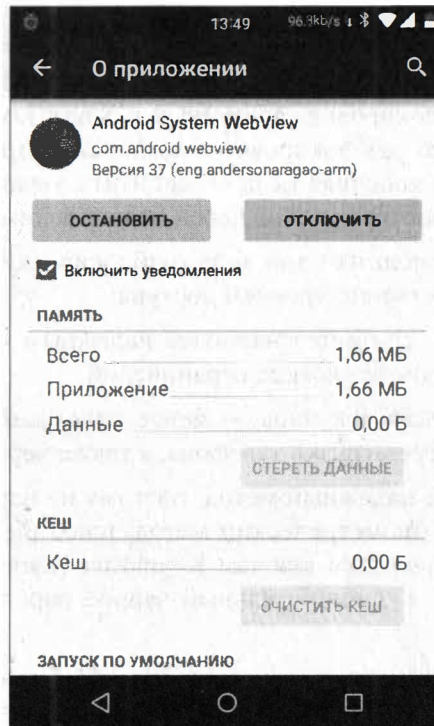 13:49 96.3kb/s
О приложении
Android System WebView
com.android.webview
Версия 37 (eng.andersonaragao-arm)
ОСТАНОВИТЬ ОТКЛЮЧИТЬ
Включить уведомления
ПАМЯТЬ
Всего 1,66 МБ
Приложение 1,66 МБ
Данные 0,00 Б
СТЕРЕТЬ ДАННЫЕ
КЕШ
Кеш 0,00 Б
ОЧИСТИТЬ КЕШ
ЗАПУСК ПО УМОЛЧАНИЮ